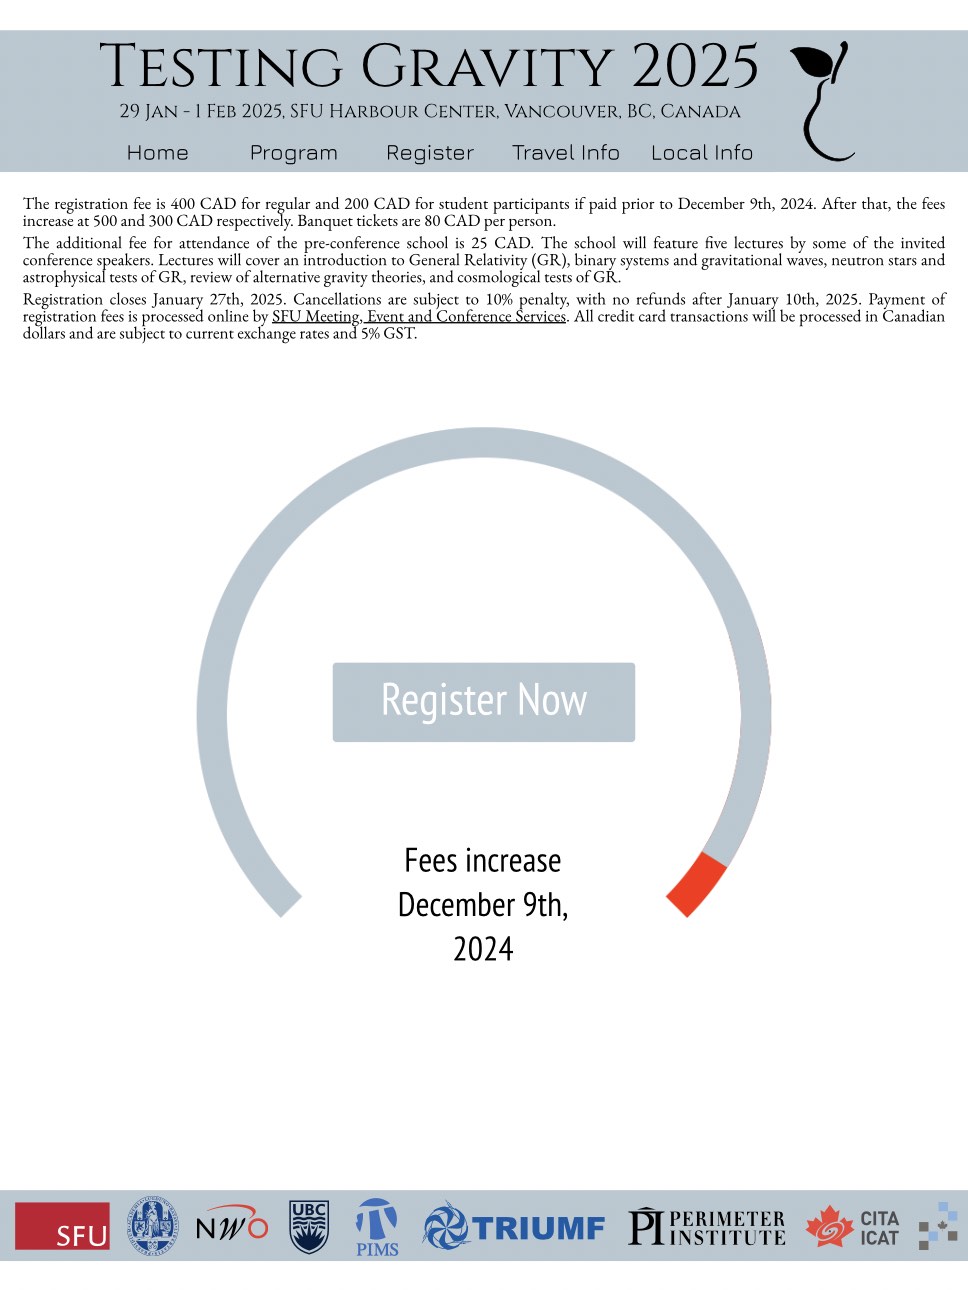 Testing Gravity 2025
29 Jan - 1 Feb 2025, SFU Harbour Center, Vancouver, BC, Canada
Home Program Register Travel Info Local Info
The registration fee is 400 CAD for regular and 200 CAD for student participants if paid prior to December 9th, 2024. After that, the fees
increase at 500 and 300 CAD respectively. Banquet tickets are 80 CAD per person.
The additional fee for attendance of the pre-conference school is 25 CAD. The school will feature five lectures by some of the invited
conference speakers. Lectures will cover an introduction to General Relativity (GR), binary systems and gravitational waves, neutron stars and
astrophysical tests of GR, review of alternative gravity theories, and cosmological tests of GR.
Registration closes January 27th, 2025. Cancellations are subject to 10% penalty, with no refunds after January 10th, 2025. Payment of
registration fees is processed online by SFU Meeting, Event and Conference Services. All credit card transactions will be processed in Canadian
dollars and are subject to current exchange rates and 5% GST.
Register Now
Fees increase
December 9th,
2024
SFU
NWO
UBC
PIMS
TRIUMF
PI PERIMETER
INSTITUTE
CITA
ICAT